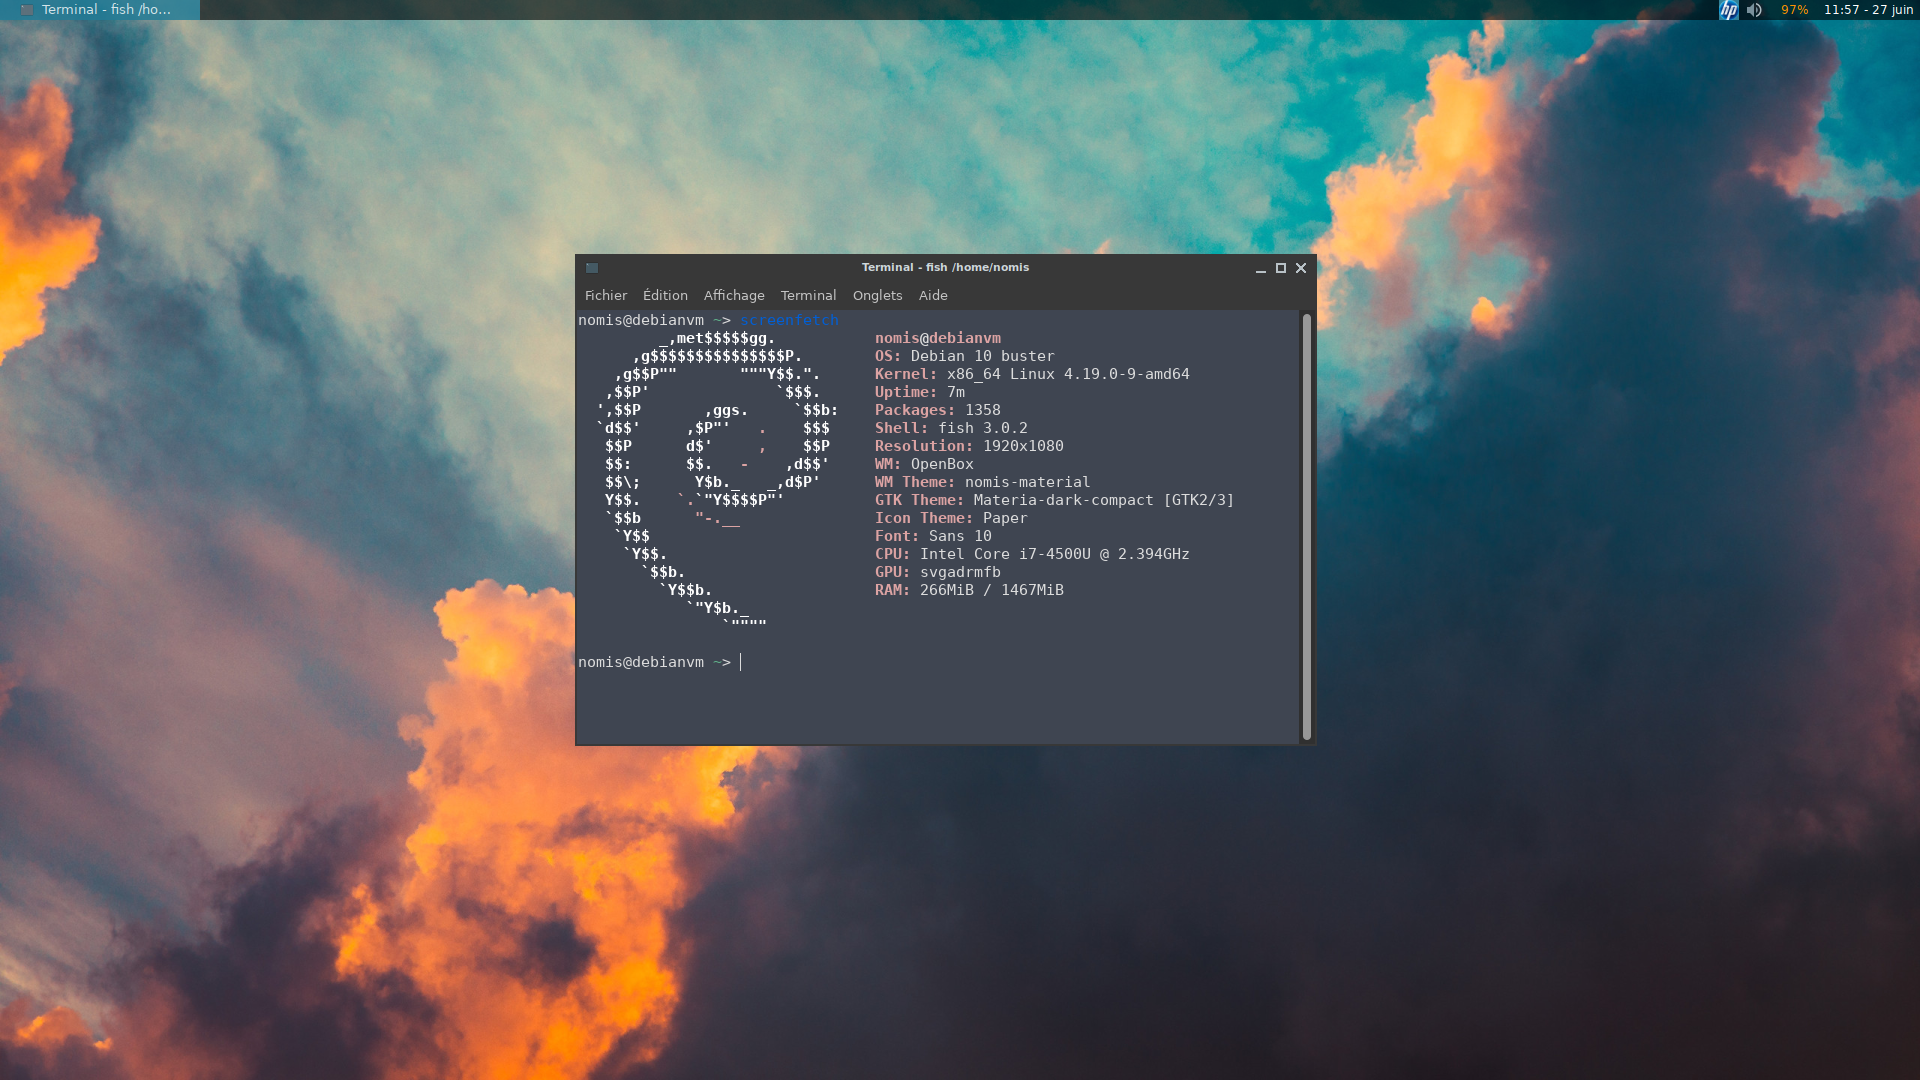 Terminal - fish /ho...
hp
97%
11:57 - 27 juin
Terminal - fish /home/nomis
Fichier Édition Affichage Terminal Onglets Aide
nomis@debianvm ~> screenfetch
         _,met$$$$$gg.           nomis@debianvm
      ,g$$$$$$$$$$$$$$$P.        OS: Debian 10 buster
    ,g$$P""       """Y$$.".      Kernel: x86_64 Linux 4.19.0-9-amd64
   ,$$P'              `$$$.      Uptime: 7m
  ',$$P       ,ggs.     `$$b:    Packages: 1358
  `d$$'     ,$P"'   .    $$$     Shell: fish 3.0.2
   $$P      d$'     ,    $$P     Resolution: 1920x1080
   $$:      $$.   -    ,d$$'     WM: OpenBox
   $$\;      Y$b._   _,d$P'      WM Theme: nomis-material
   Y$$.    `.`"Y$$$$P"'          GTK Theme: Materia-dark-compact [GTK2/3]
   `$$b      "-.__               Icon Theme: Paper
    `Y$$                         Font: Sans 10
     `Y$$.                       CPU: Intel Core i7-4500U @ 2.394GHz
       `$$b.                     GPU: svgadrmfb
         `Y$$b.                  RAM: 266MiB / 1467MiB
            `"Y$b._
                `""""
nomis@debianvm ~>